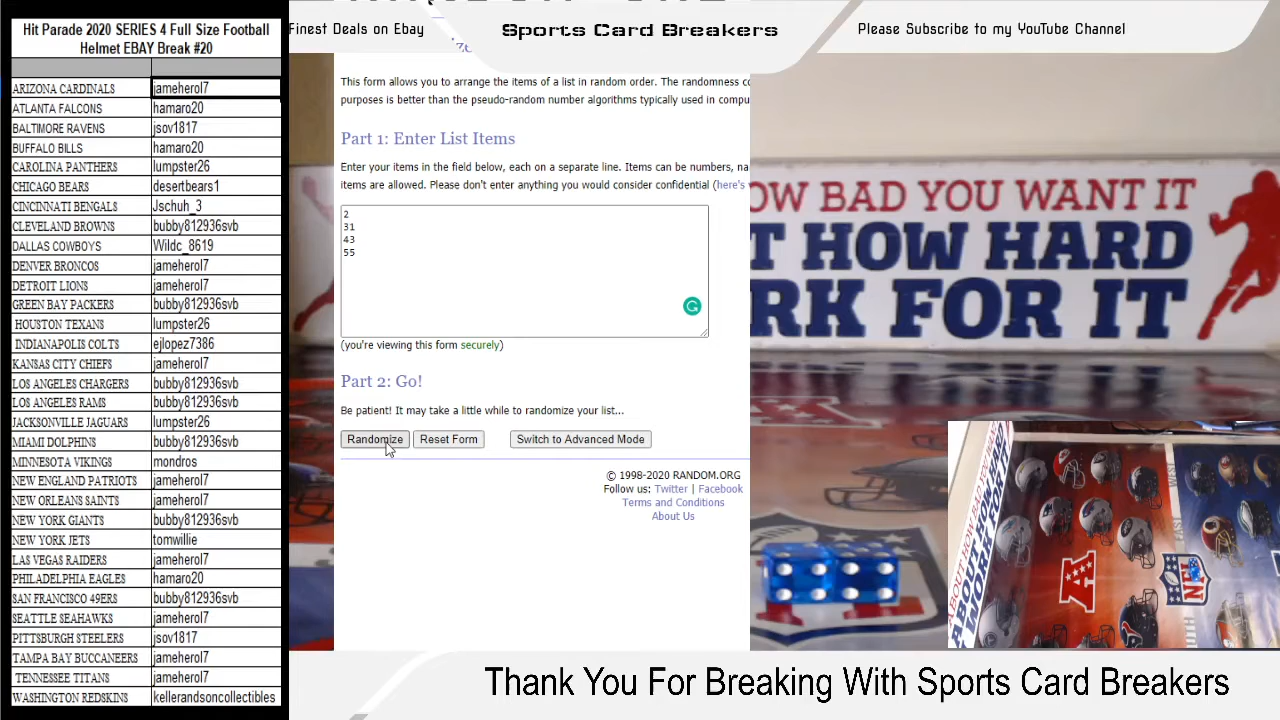 Hit Parade 2020 SERIES 4 Full Size Football
Helmet EBAY Break #20
ARIZONA CARDINALS jameherol7
ATLANTA FALCONS hamaro20
BALTIMORE RAVENS jsov1817
BUFFALO BILLS hamaro20
CAROLINA PANTHERS lumpster26
CHICAGO BEARS desertbears1
CINCINNATI BENGALS Jschuh_3
CLEVELAND BROWNS bubby812936svb
DALLAS COWBOYS Wildc_8619
DENVER BRONCOS jameherol7
DETROIT LIONS jameherol7
GREEN BAY PACKERS bubby812936svb
HOUSTON TEXANS lumpster26
INDIANAPOLIS COLTS ejlopez7386
KANSAS CITY CHIEFS jameherol7
LOS ANGELES CHARGERS bubby812936svb
LOS ANGELES RAMS bubby812936svb
JACKSONVILLE JAGUARS lumpster26
MIAMI DOLPHINS bubby812936svb
MINNESOTA VIKINGS mondros
NEW ENGLAND PATRIOTS jameherol7
NEW ORLEANS SAINTS jameherol7
NEW YORK GIANTS bubby812936svb
NEW YORK JETS tomwillie
LAS VEGAS RAIDERS jameherol7
PHILADELPHIA EAGLES hamaro20
SAN FRANCISCO 49ERS bubby812936svb
SEATTLE SEAHAWKS jameherol7
PITTSBURGH STEELERS jsov1817
TAMPA BAY BUCCANEERS jameherol7
TENNESSEE TITANS jameherol7
WASHINGTON REDSKINS kellerandsoncollectibles
Finest Deals on Ebay
Sports Card Breakers
Please Subscribe to my YouTube Channel
This form allows you to arrange the items of a list in random order. The randomness
purposes is better than the pseudo-random number algorithms typically used in
Part 1: Enter List Items
Enter your items in the field below, each on a separate line. Items can be numbers,
items are allowed. Please don't enter anything you would consider confidential (here's
2
31
43
55
(you're viewing this form securely)
Part 2: Go!
Be patient! It may take a little while to randomize your list...
Randomize Reset Form Switch to Advanced Mode
© 1998-2020 RANDOM.ORG
Follow us: Twitter | Facebook
Terms and Conditions
About Us
OW BAD YOU WANT IT
T HOW HARD
RK FOR IT
NFL
Thank You For Breaking With Sports Card Breakers